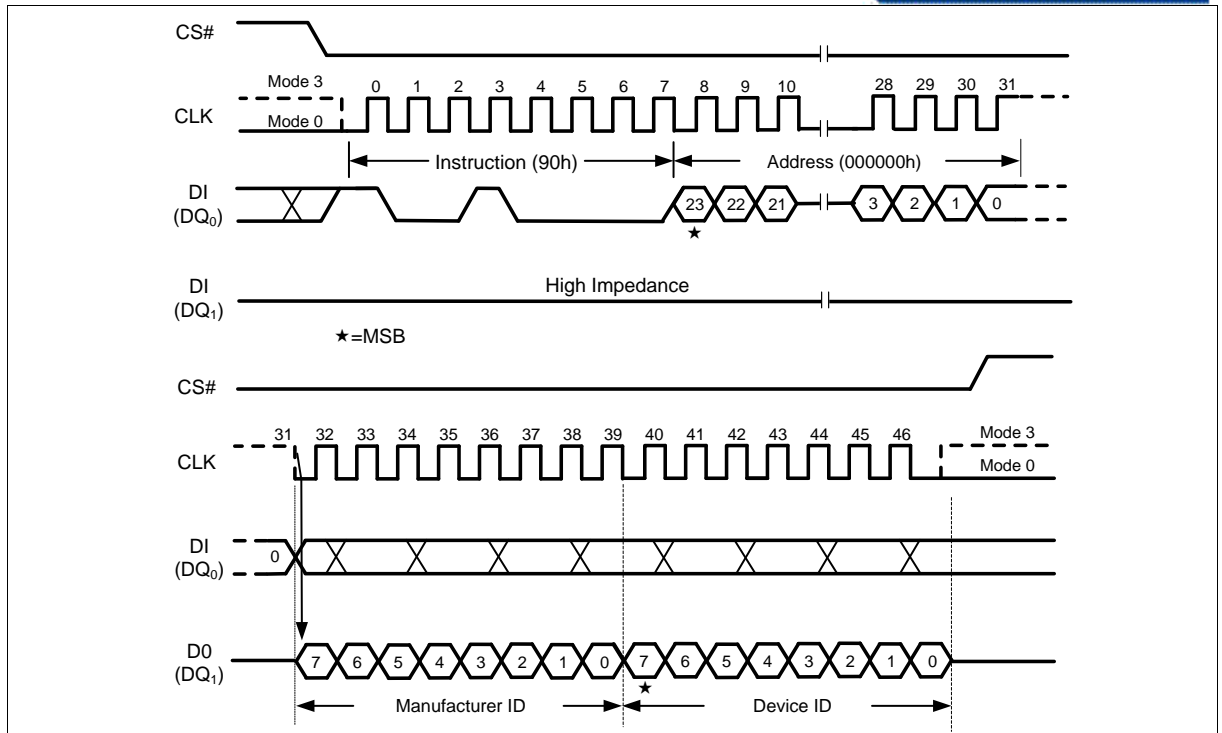 CS#
Mode 3
0 1 2 3 4 5 6 7 8 9 10 28 29 30 31
CLK
Mode 0
Instruction (90h) Address (000000h)
DI
(DQ0)
23 22 21 3 2 1 0
★
DI
(DQ1)
High Impedance
★=MSB
CS#
31 32 33 34 35 36 37 38 39 40 41 42 43 44 45 46 Mode 3
CLK
Mode 0
DI
(DQ0)
0
D0
(DQ1)
7 6 5 4 3 2 1 0 7 6 5 4 3 2 1 0
★
Manufacturer ID Device ID